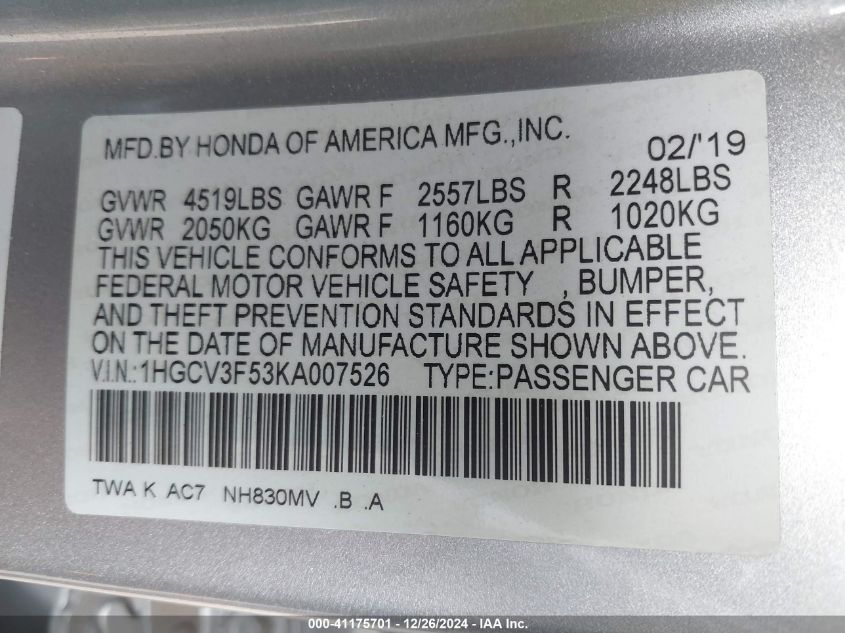 MFD.BY HONDA OF AMERICA MFG.,INC. 02/'19
GVWR 4519LBS GAWR F 2557LBS R 2248LBS
GVWR 2050KG GAWR F 1160KG R 1020KG
THIS VEHICLE CONFORMS TO ALL APPLICABLE
FEDERAL MOTOR VEHICLE SAFETY , BUMPER,
AND THEFT PREVENTION STANDARDS IN EFFECT
ON THE DATE OF MANUFACTURE SHOWN ABOVE.
V.I.N.:1HGCV3F53KA007526 TYPE:PASSENGER CAR
TWA K AC7 NH830MV .B .A
000-41175701 - 12/26/2024 - IAA Inc.